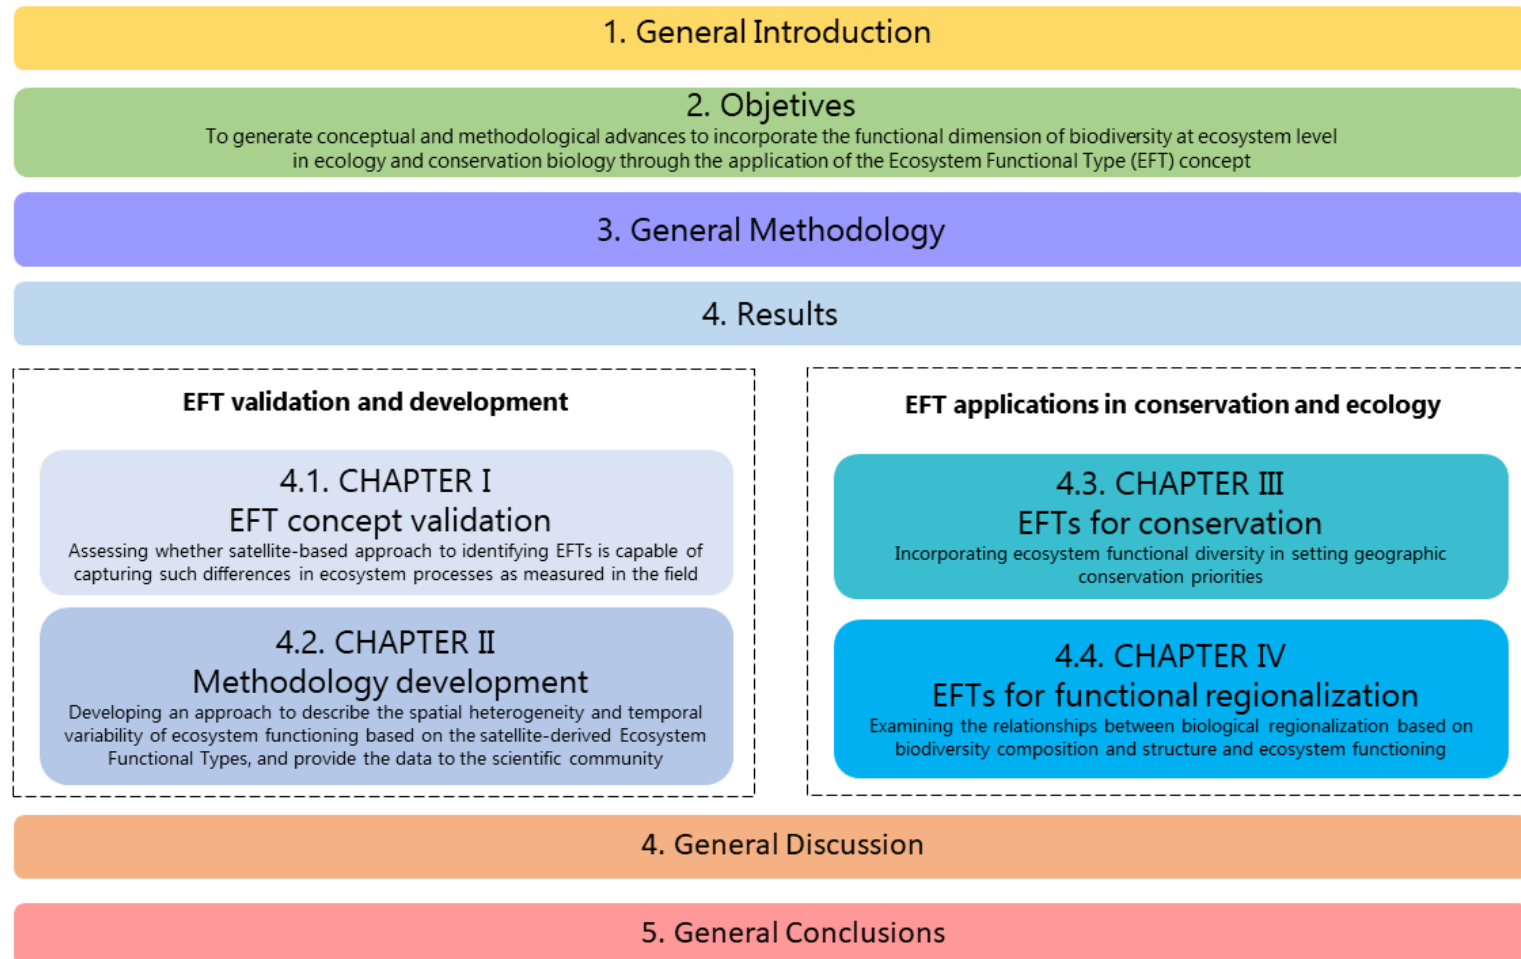 1. General Introduction
2. Objetives
To generate conceptual and methodological advances to incorporate the functional dimension of biodiversity at ecosystem level
in ecology and conservation biology through the application of the Ecosystem Functional Type (EFT) concept
3. General Methodology
4. Results
EFT validation and development
4.1. CHAPTER I
EFT concept validation
Assessing whether satellite-based approach to identifying EFTs is capable of
capturing such differences in ecosystem processes as measured in the field
4.2. CHAPTER II
Methodology development
Developing an approach to describe the spatial heterogeneity and temporal
variability of ecosystem functioning based on the satellite-derived Ecosystem
Functional Types, and provide the data to the scientific community
EFT applications in conservation and ecology
4.3. CHAPTER III
EFTs for conservation
Incorporating ecosystem functional diversity in setting geographic
conservation priorities
4.4. CHAPTER IV
EFTs for functional regionalization
Examining the relationships between biological regionalization based on
biodiversity composition and structure and ecosystem functioning
4. General Discussion
5. General Conclusions